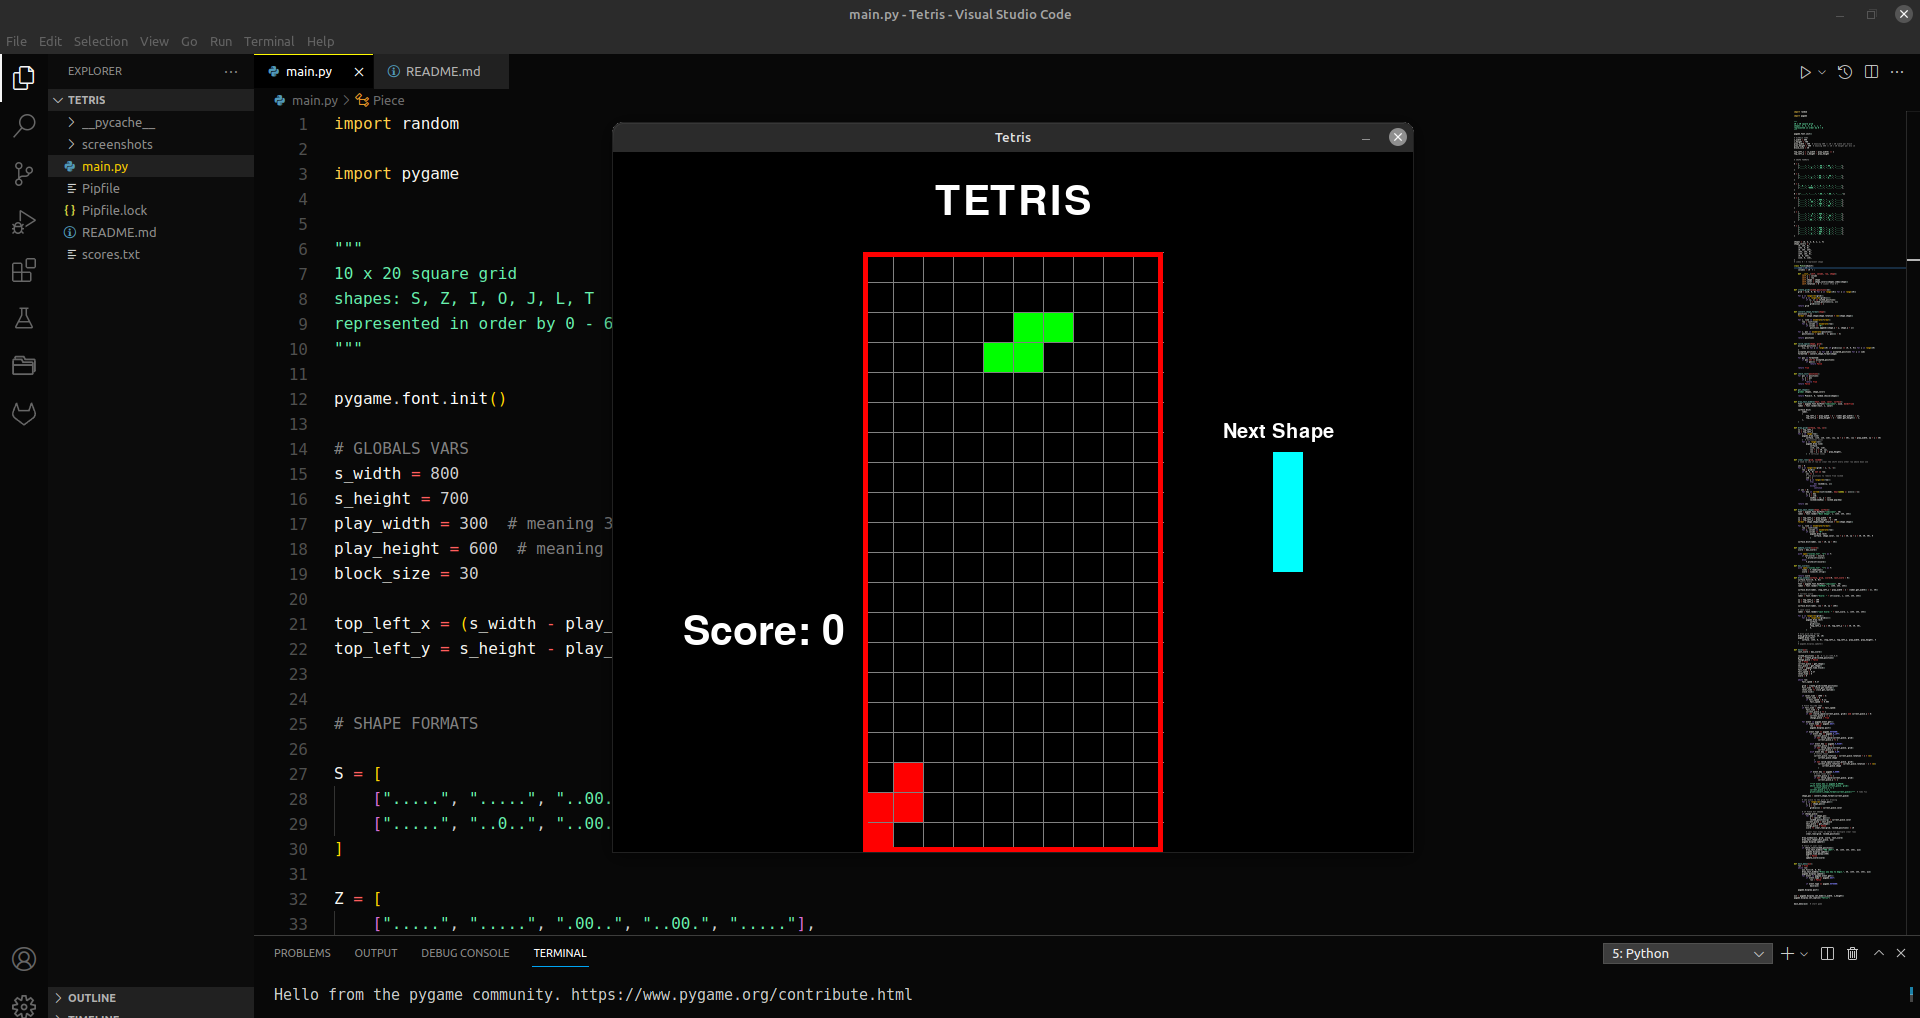 main.py - Tetris - Visual Studio Code
File Edit Selection View Go Run Terminal Help
EXPLORER
TETRIS
__pycache__
screenshots
main.py
Pipfile
Pipfile.lock
README.md
scores.txt
OUTLINE
main.py README.md
main.py > Piece
1 import random
2
3 import pygame
4
5
6 """
7 10 x 20 square grid
8 shapes: S, Z, I, O, J, L, T
9 represented in order by 0 - 6
10 """
11
12 pygame.font.init()
13
14 # GLOBALS VARS
15 s_width = 800
16 s_height = 700
17 play_width = 300  # meaning 3
18 play_height = 600  # meaning
19 block_size = 30
20
21 top_left_x = (s_width - play_
22 top_left_y = s_height - play_
23
24
25 # SHAPE FORMATS
26
27 S = [
28 [".....", ".....", "..00.
29 [".....", "..0..", "..00.
30 ]
31
32 Z = [
33 [".....", ".....", ".00..", "..00.", "....."],
Tetris
TETRIS
Next Shape
Score: 0
PROBLEMS OUTPUT DEBUG CONSOLE TERMINAL
5: Python
Hello from the pygame community. https://www.pygame.org/contribute.html